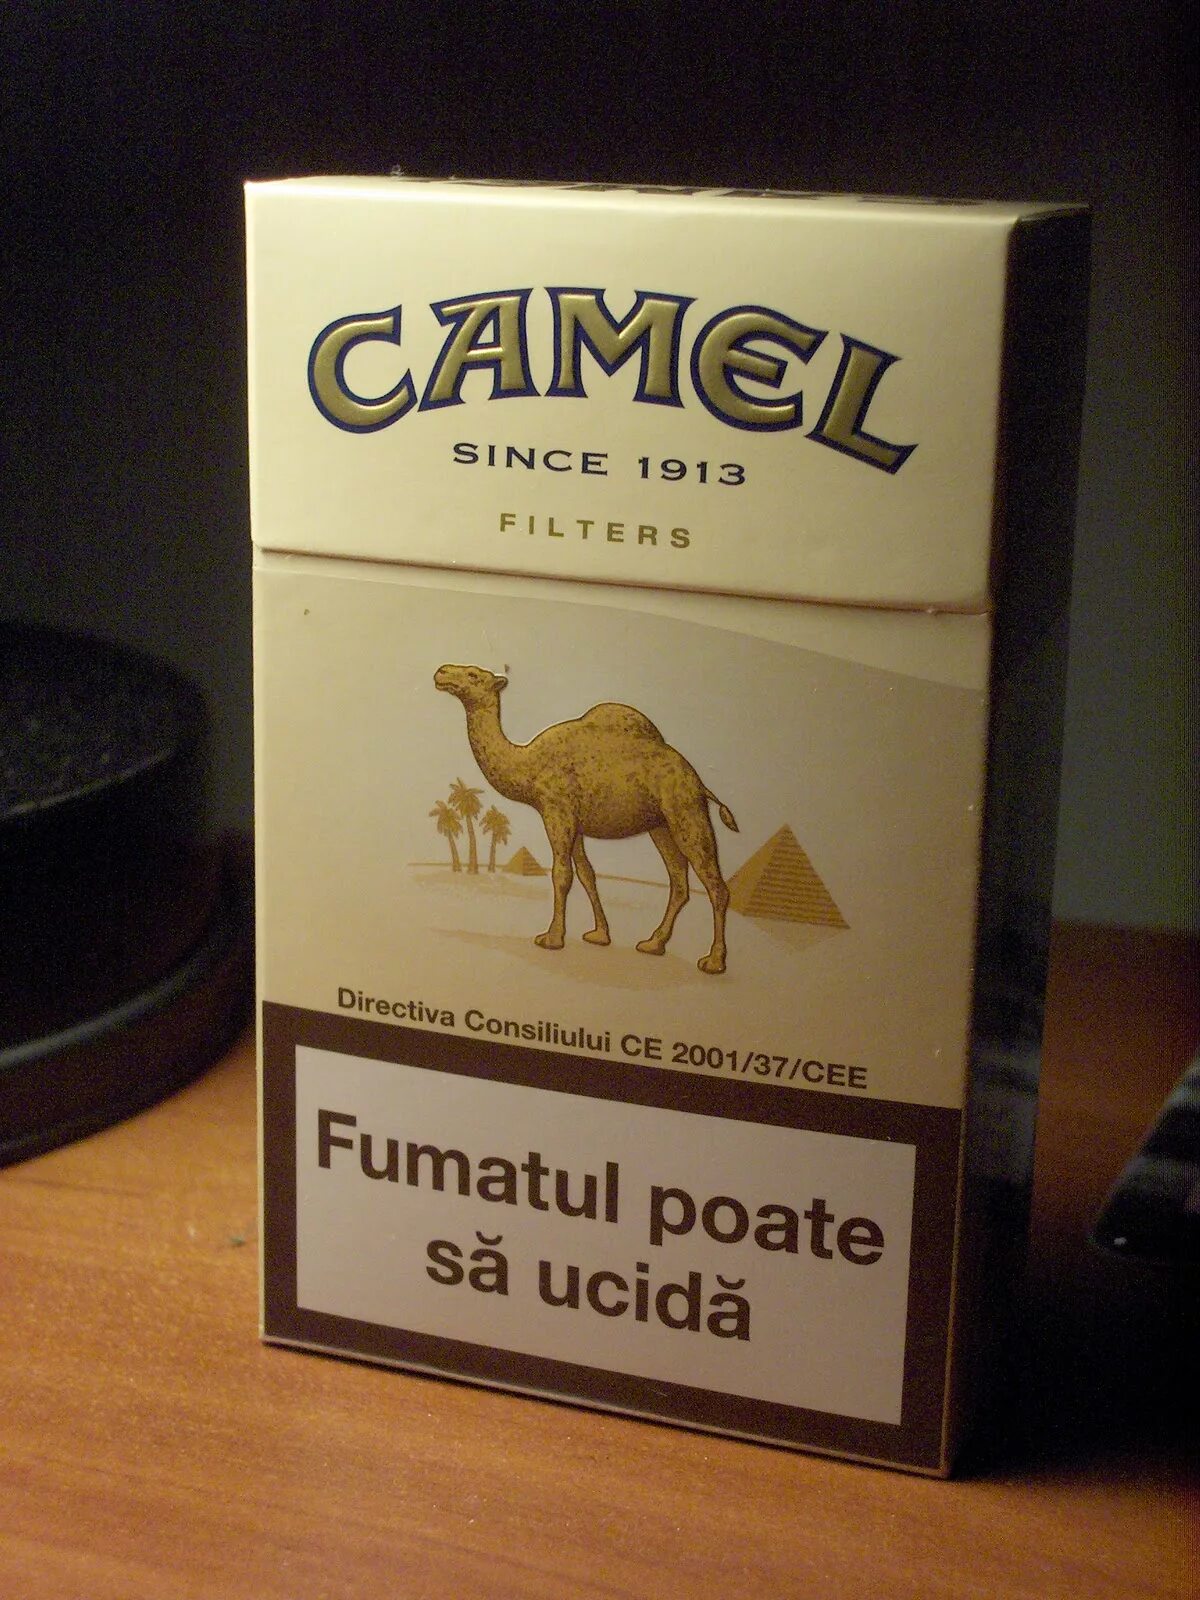 CAMEL
SINCE 1913
FILTERS
Directiva Consiliului CE 2001/37/CEE
Fumatul poate
să ucidă